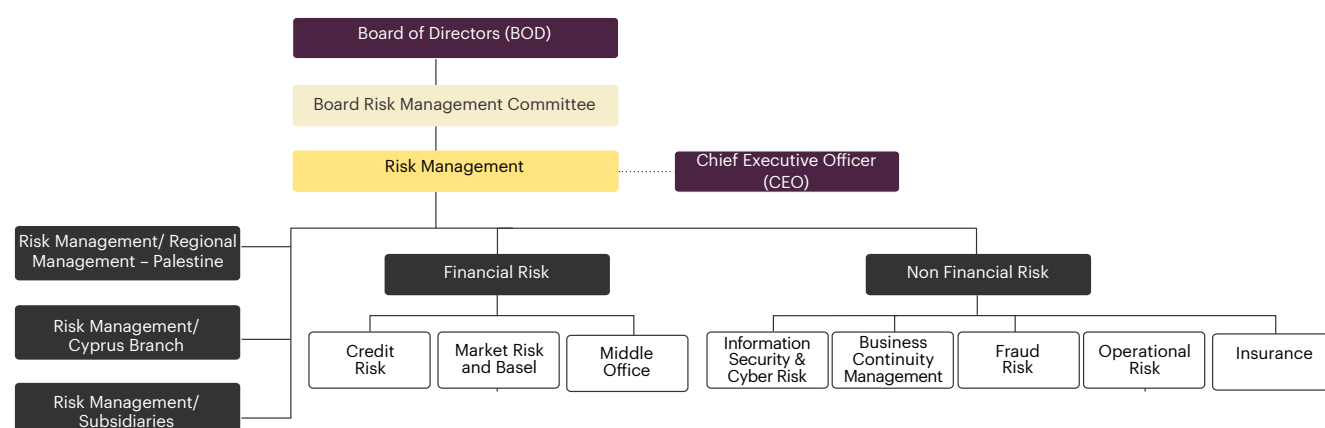 Board of Directors (BOD)
Board Risk Management Committee
Risk Management
Chief Executive Officer
(CEO)
Risk Management/ Regional
Management – Palestine
Risk Management/
Cyprus Branch
Risk Management/
Subsidiaries
Financial Risk
Non Financial Risk
Credit
Risk
Market Risk
and Basel
Middle
Office
Information
Security &
Cyber Risk
Business
Continuity
Management
Fraud
Risk
Operational
Risk
Insurance